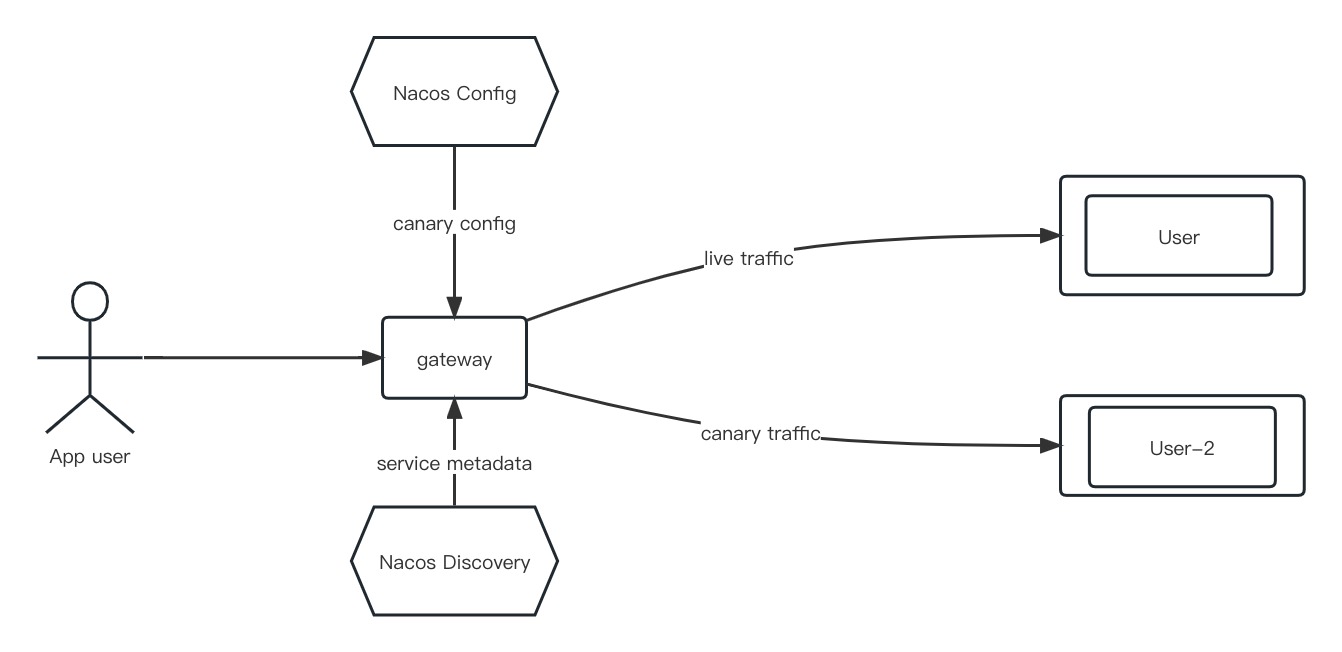 Nacos Config
canary config
live traffic
User
gateway
App user
canary traffic
User-2
service metadata
Nacos Discovery